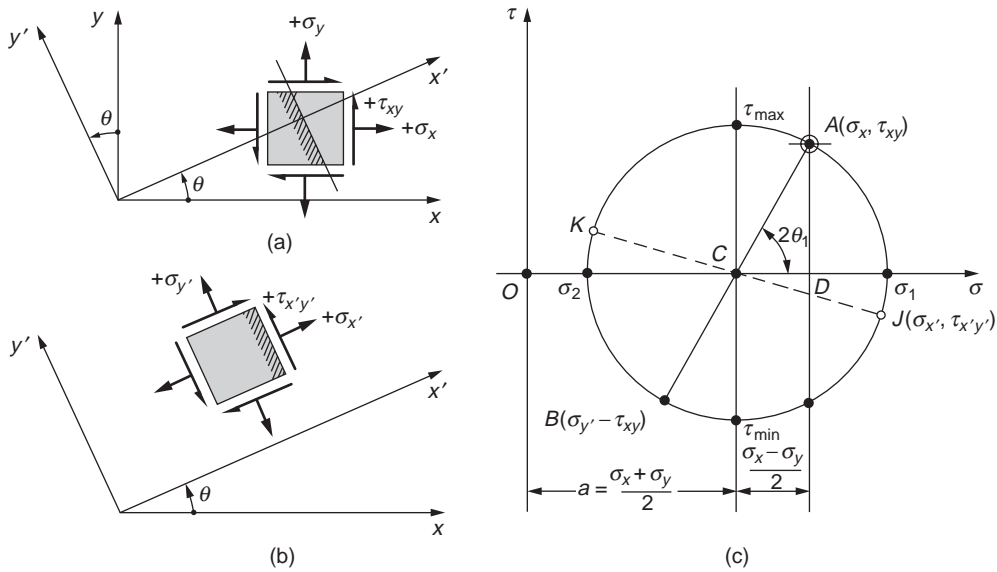 y
y′
+σy
x′
θ
+τxy
+σx
θ
x
(a)
+σy′
+τx′y′
+σx′
y′
x′
θ
x
(b)
τ
τmax
A(σx, τxy)
K
2θ1
C
O
σ2
D
σ1
σ
J(σx′, τx′y′)
B(σy′ – τxy)
τmin
a = σx + σy
2
σx – σy
2
(c)